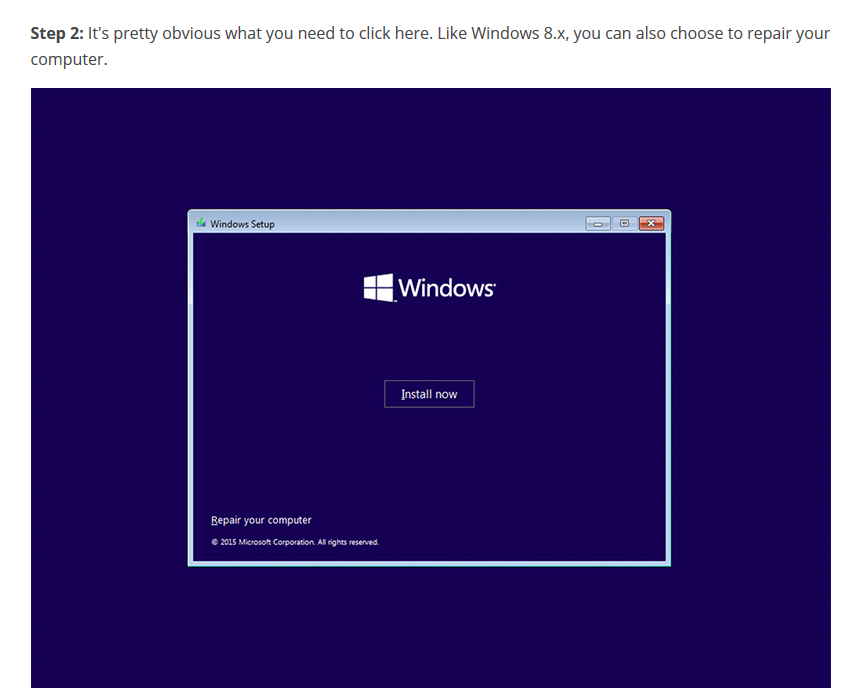 Step 2: It's pretty obvious what you need to click here. Like Windows 8.x, you can also choose to repair your
computer.
Windows Setup
Windows
Install now
Repair your computer
© 2015 Microsoft Corporation. All rights reserved.